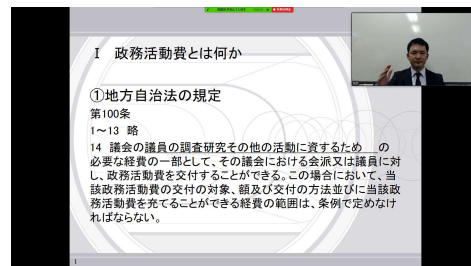 Ⅰ 政務活動費とは何か
①地方自治法の規定
第100条
1～13 略
14 議会の議員の調査研究その他の活動に資するため の
必要な経費の一部として、その議会における会派又は議員に対
し、政務活動費を交付することができる。この場合において、当
該政務活動費の交付の対象、額及び交付の方法並びに当該政
務活動費を充てることができる経費の範囲は、条例で定めなけ
ればならない。
1